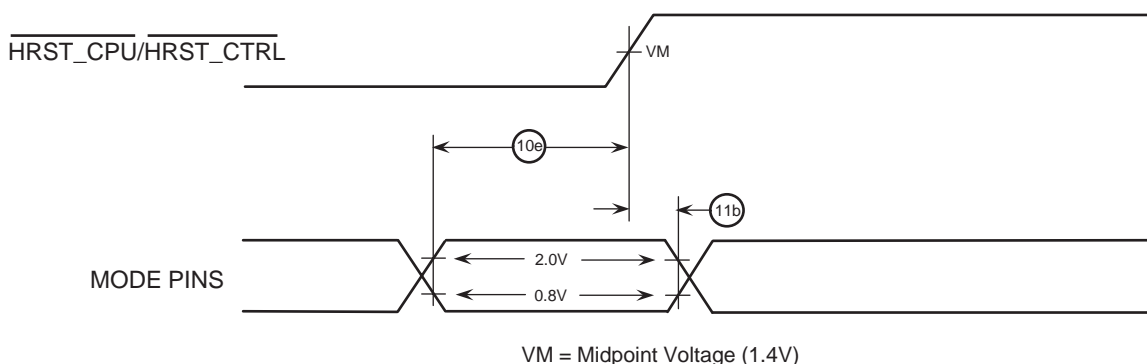 HRST_CPU/HRST_CTRL
VM
10e
11b
MODE PINS
2.0V
0.8V
VM = Midpoint Voltage (1.4V)